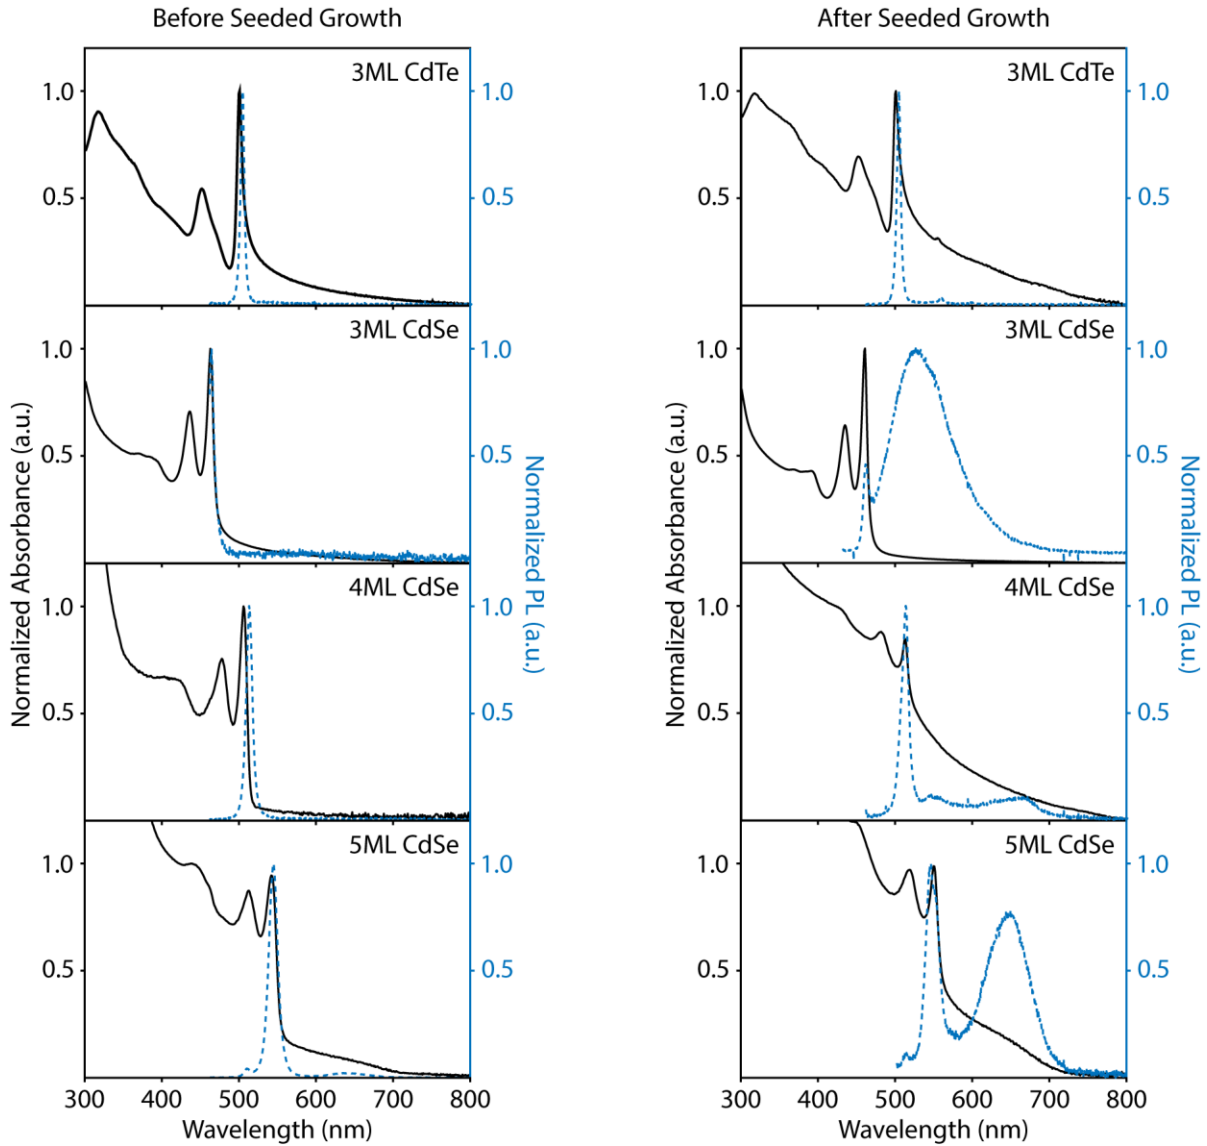 Before Seeded Growth
After Seeded Growth
3ML CdTe
1.0
0.5
1.0
0.5
3ML CdSe
1.0
0.5
1.0
0.5
4ML CdSe
1.0
0.5
1.0
0.5
5ML CdSe
1.0
0.5
1.0
0.5
300 400 500 600 700 800
Wavelength (nm)
Normalized Absorbance (a.u.)
Normalized PL (a.u.)
3ML CdTe
1.0
0.5
1.0
0.5
3ML CdSe
1.0
0.5
1.0
0.5
4ML CdSe
1.0
0.5
1.0
0.5
5ML CdSe
1.0
0.5
1.0
0.5
300 400 500 600 700 800
Wavelength (nm)
Normalized Absorbance (a.u.)
Normalized PL (a.u.)